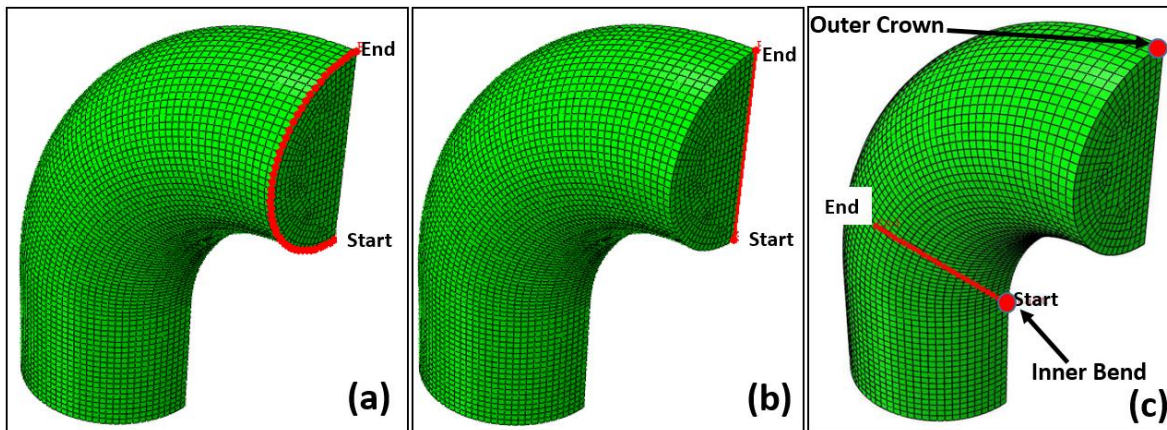 End
Start
(a)
End
Start
(b)
Outer Crown
End
Start
Inner Bend
(c)